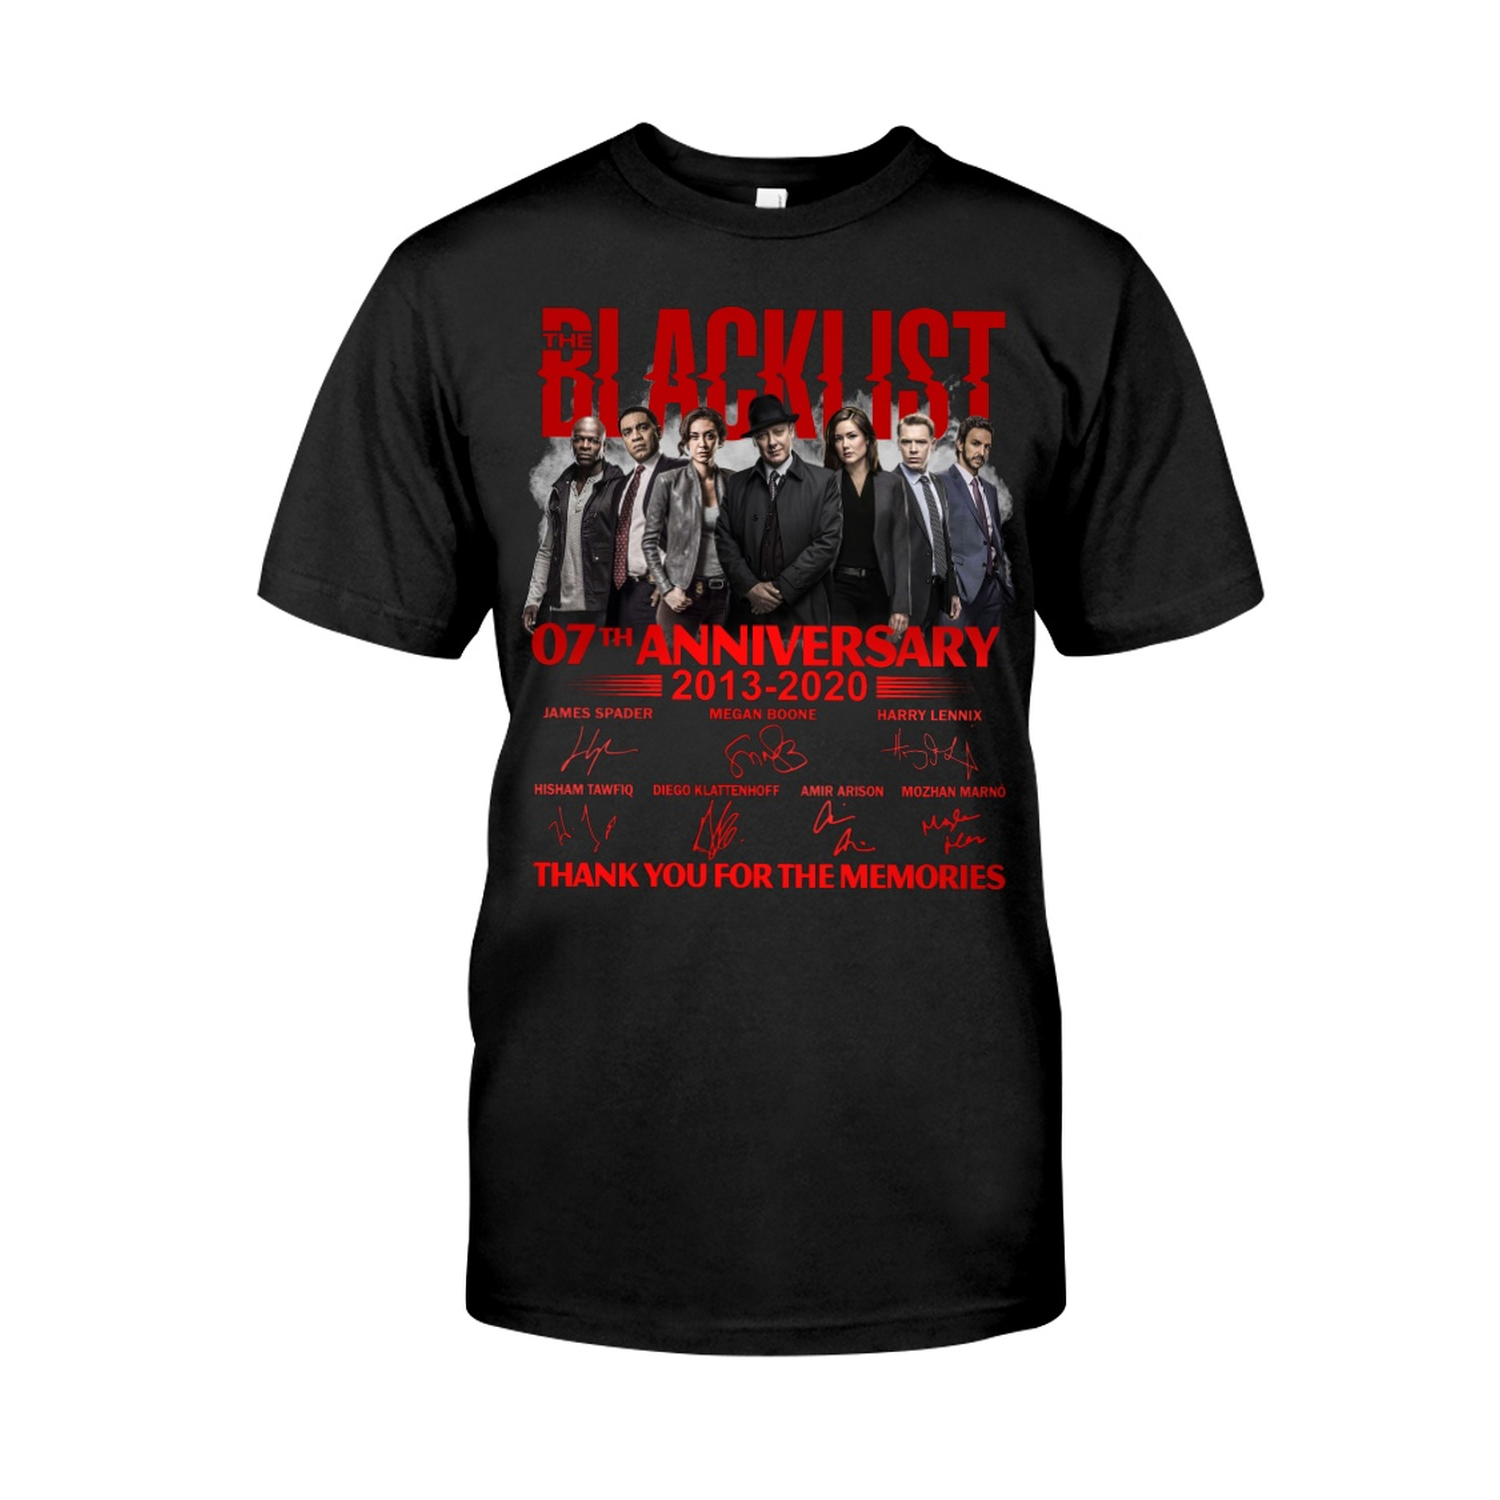 THE
BLACKLIST
07TH ANNIVERSARY
2013-2020
JAMES SPADER MEGAN BOONE HARRY LENNIX
HISHAM TAWFIQ DIEGO KLATTENHOFF AMIR ARISON MOZHAN MARNÒ
THANK YOU FOR THE MEMORIES